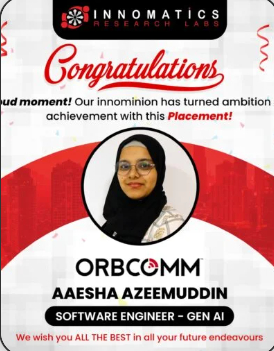 INNOMATICS
RESEARCH LABS
Congratulations
oud moment! Our innominion has turned ambition
achievement with this Placement!
ORBCOMM
AAESHA AZEEMUDDIN
SOFTWARE ENGINEER - GEN AI
We wish you ALL THE BEST in all your future endeavours